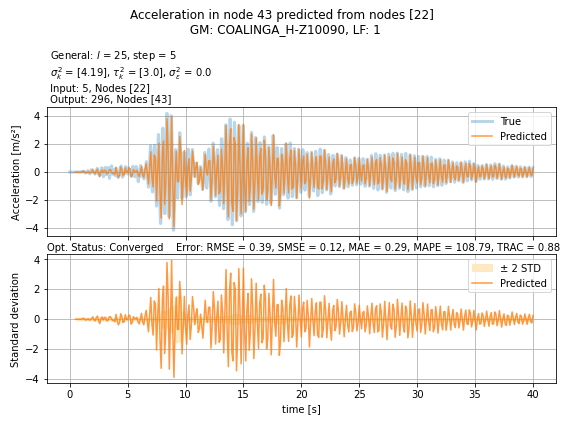 Acceleration in node 43 predicted from nodes [22]
GM: COALINGA_H-Z10090, LF: 1
General: l = 25, step = 5
σ²ₖ = [4.19], τ²ₖ = [3.0], σ²ε = 0.0
Input: 5, Nodes [22]
Output: 296, Nodes [43]
Acceleration [m/s²]
4
2
0
−2
−4
True
Predicted
Opt. Status: Converged Error: RMSE = 0.39, SMSE = 0.12, MAE = 0.29, MAPE = 108.79, TRAC = 0.88
Standard deviation
4
2
0
−2
−4
± 2 STD
Predicted
0 5 10 15 20 25 30 35 40
time [s]